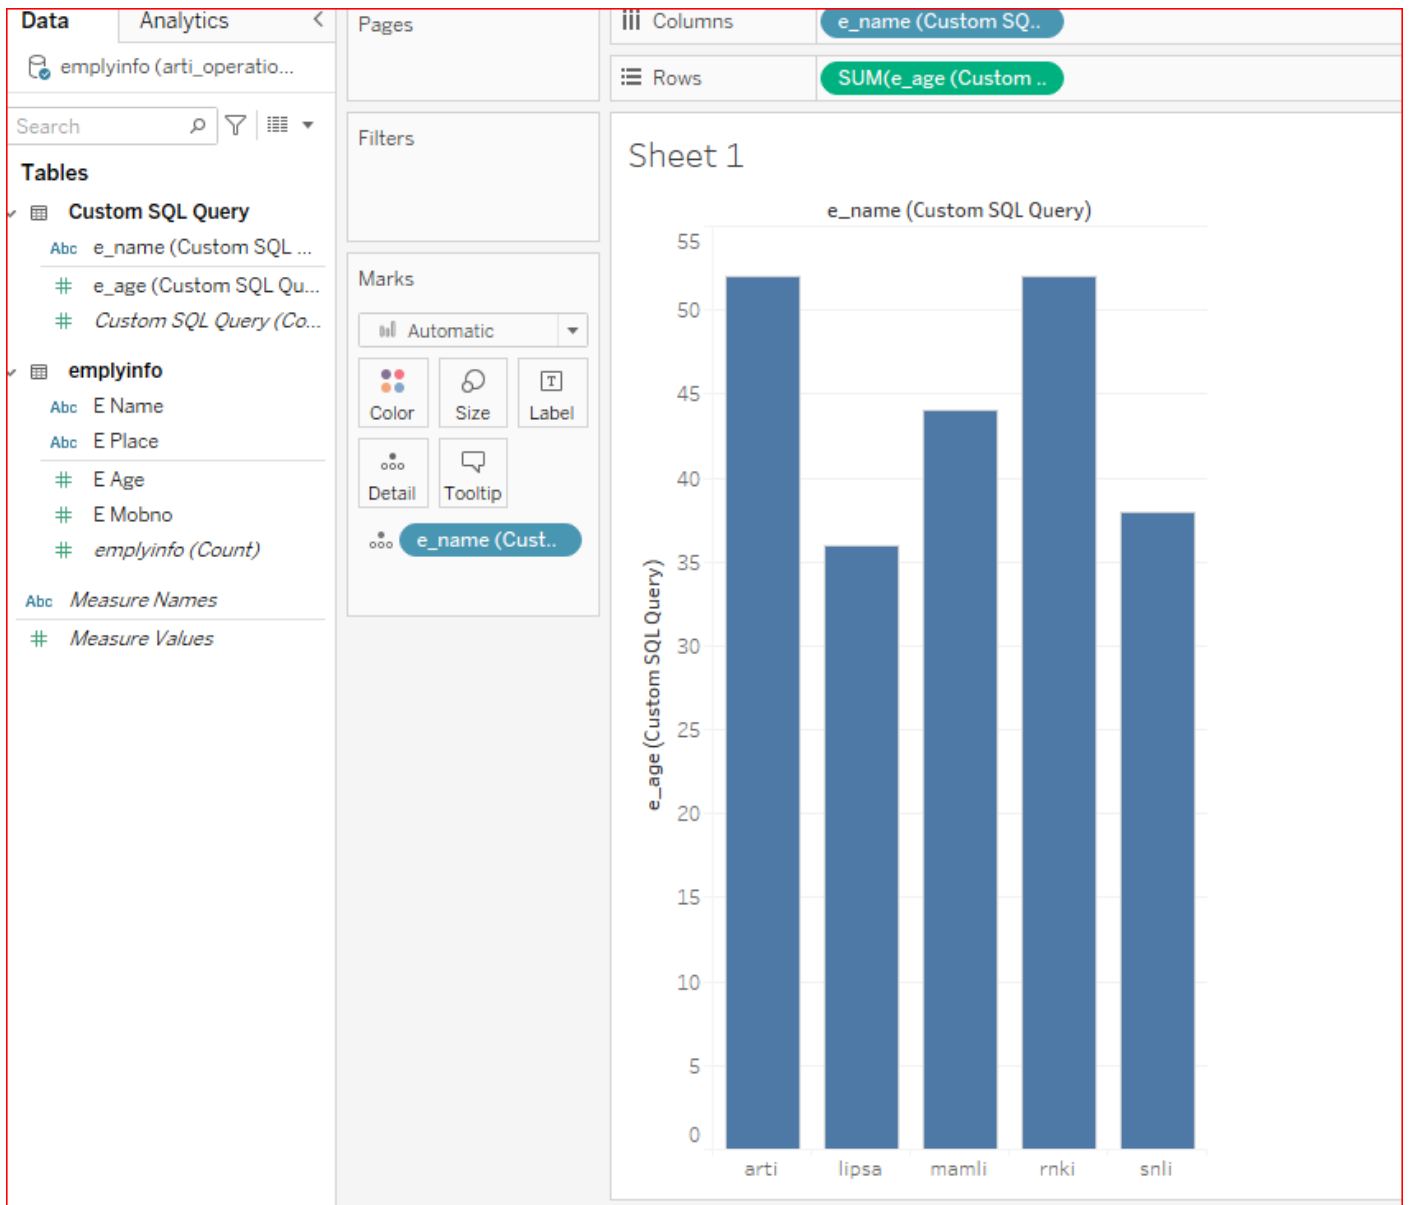 Data
Analytics
emplyinfo (arti_operatio...
Search
Tables
Custom SQL Query
Abc e_name (Custom SQL ...
e_age (Custom SQL Qu...
Custom SQL Query (Co...
emplyinfo
Abc E Name
Abc E Place
E Age
E Mobno
emplyinfo (Count)
Abc Measure Names
Measure Values
Pages
Filters
Marks
Automatic
Color Size Label
Detail Tooltip
e_name (Cust..
Columns e_name (Custom SQ..
Rows SUM(e_age (Custom ..
Sheet 1
e_name (Custom SQL Query)
e_age (Custom SQL Query)
55
50
45
40
35
30
25
20
15
10
5
0
arti lipsa mamli rnki snli